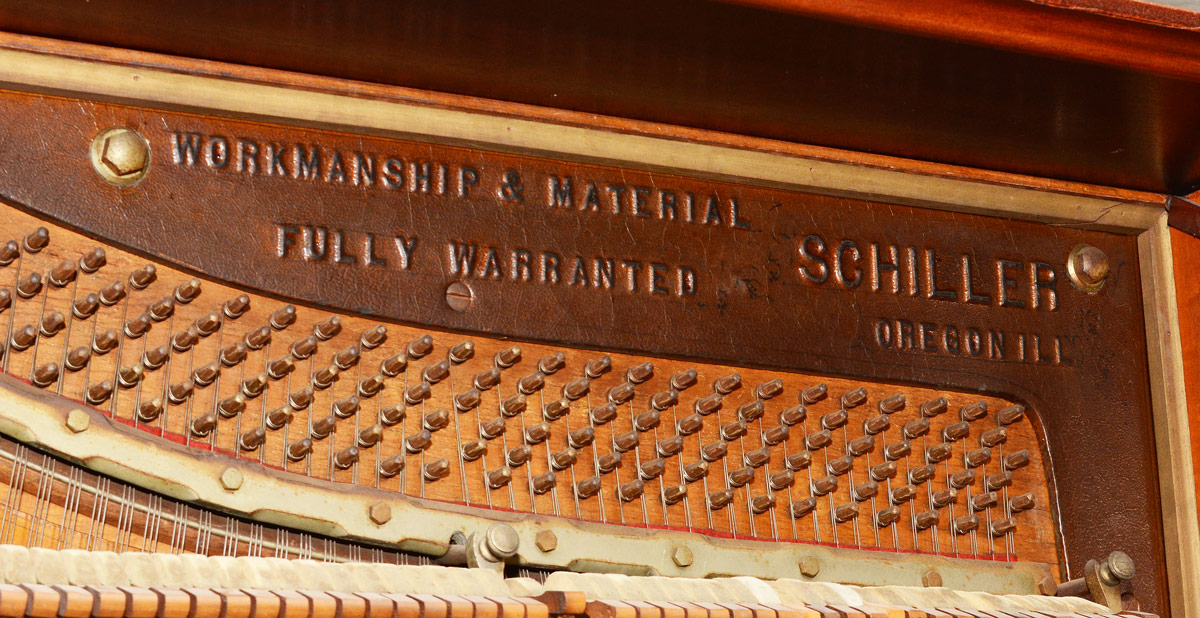 WORKMANSHIP & MATERIAL
FULLY WARRANTED
SCHILLER
OREGON ILL